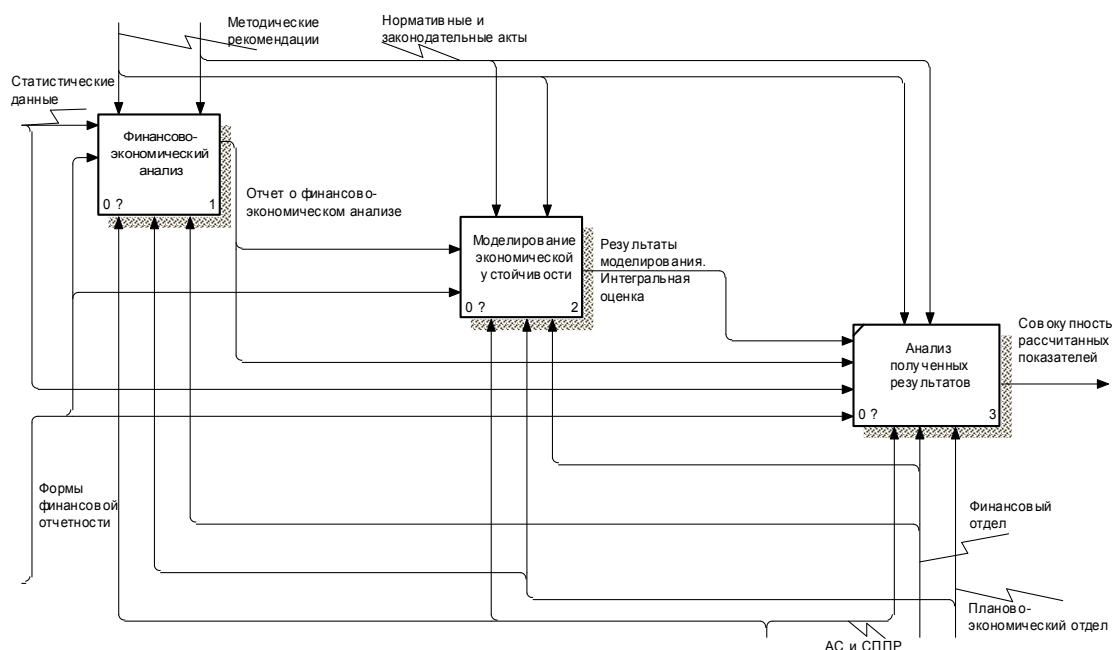 Методические
рекомендации
Нормативные и
законодательные акты
Статистические
данные
Финансово-
экономический
анализ
0 ?
1
Отчет о финансово-
экономическом анализе
Моделирование
экономической
устойчивости
0 ?
2
Результаты
моделирования.
Интегральная
оценка
Анализ
полученных
результатов
0 ?
3
Совокупность
рассчитанных
показателей
Формы
финансовой
отчетности
Финансовый
отдел
Планово-
экономический отдел
АС и СППР